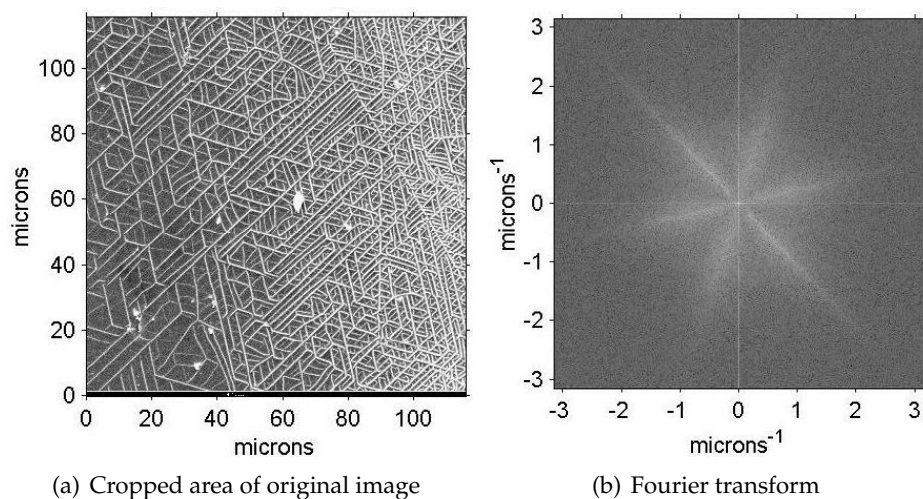 100
80
60
40
20
0
microns
0 20 40 60 80 100
microns
(a) Cropped area of original image
3
2
1
0
-1
-2
-3
microns⁻¹
-3 -2 -1 0 1 2 3
microns⁻¹
(b) Fourier transform